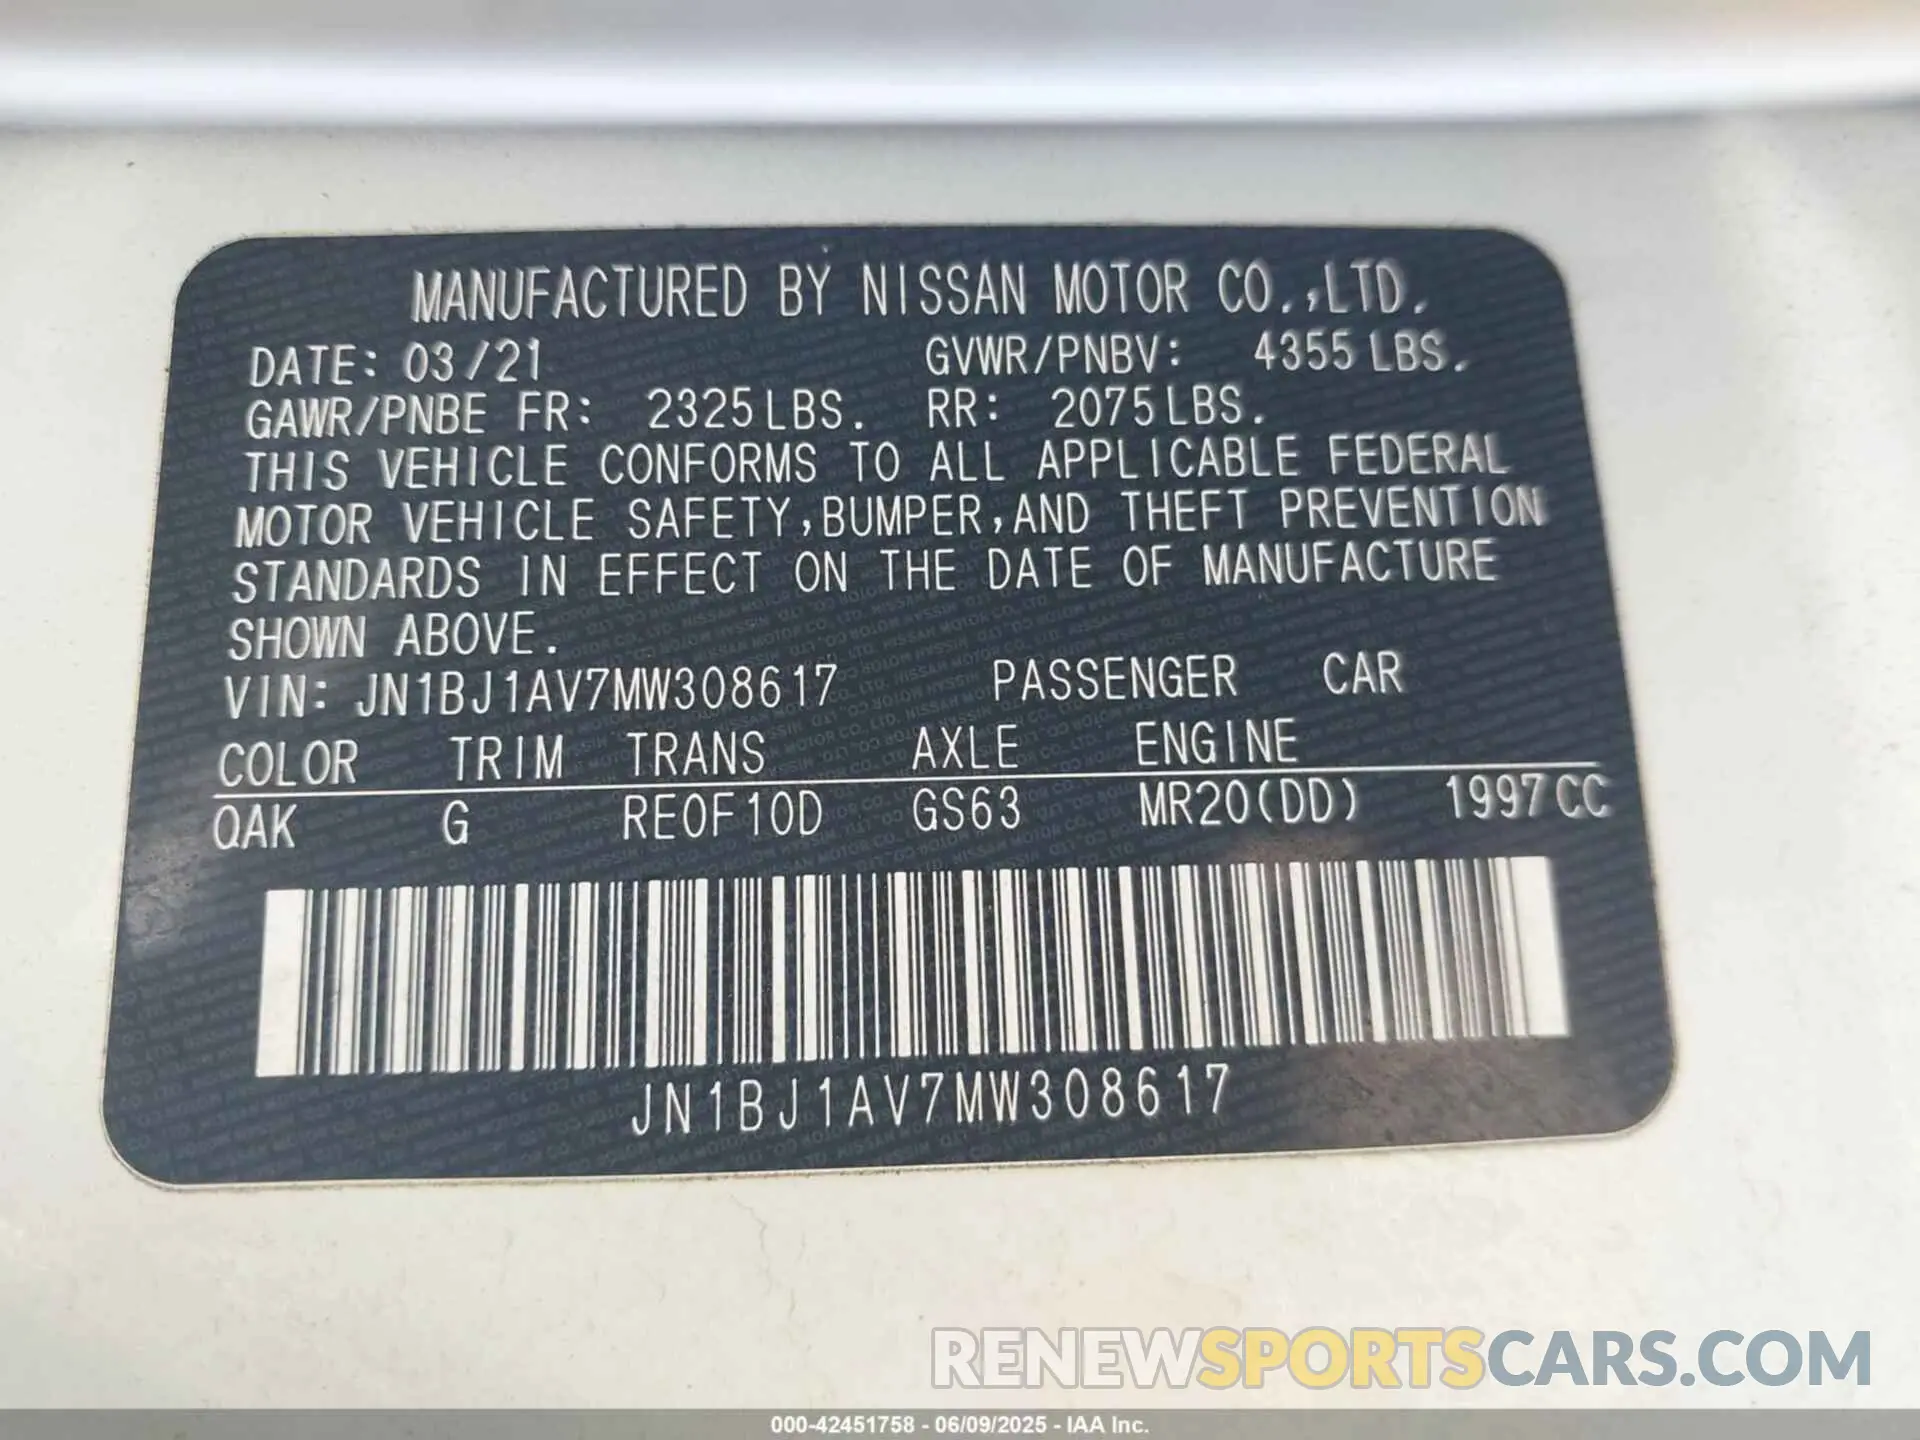 MANUFACTURED BY NISSAN MOTOR CO.,LTD.
DATE: 03/21 GVWR/PNBV: 4355 LBS.
GAWR/PNBE FR: 2325 LBS. RR: 2075 LBS.
THIS VEHICLE CONFORMS TO ALL APPLICABLE FEDERAL
MOTOR VEHICLE SAFETY,BUMPER,AND THEFT PREVENTION
STANDARDS IN EFFECT ON THE DATE OF MANUFACTURE
SHOWN ABOVE.
VIN: JN1BJ1AV7MW308617 PASSENGER CAR
COLOR TRIM TRANS AXLE ENGINE
QAK G RE0F10D GS63 MR20(DD) 1997CC
JN1BJ1AV7MW308617
RENEWSPORTSCARS.COM
000-42451758 - 06/09/2025 - IAA Inc.